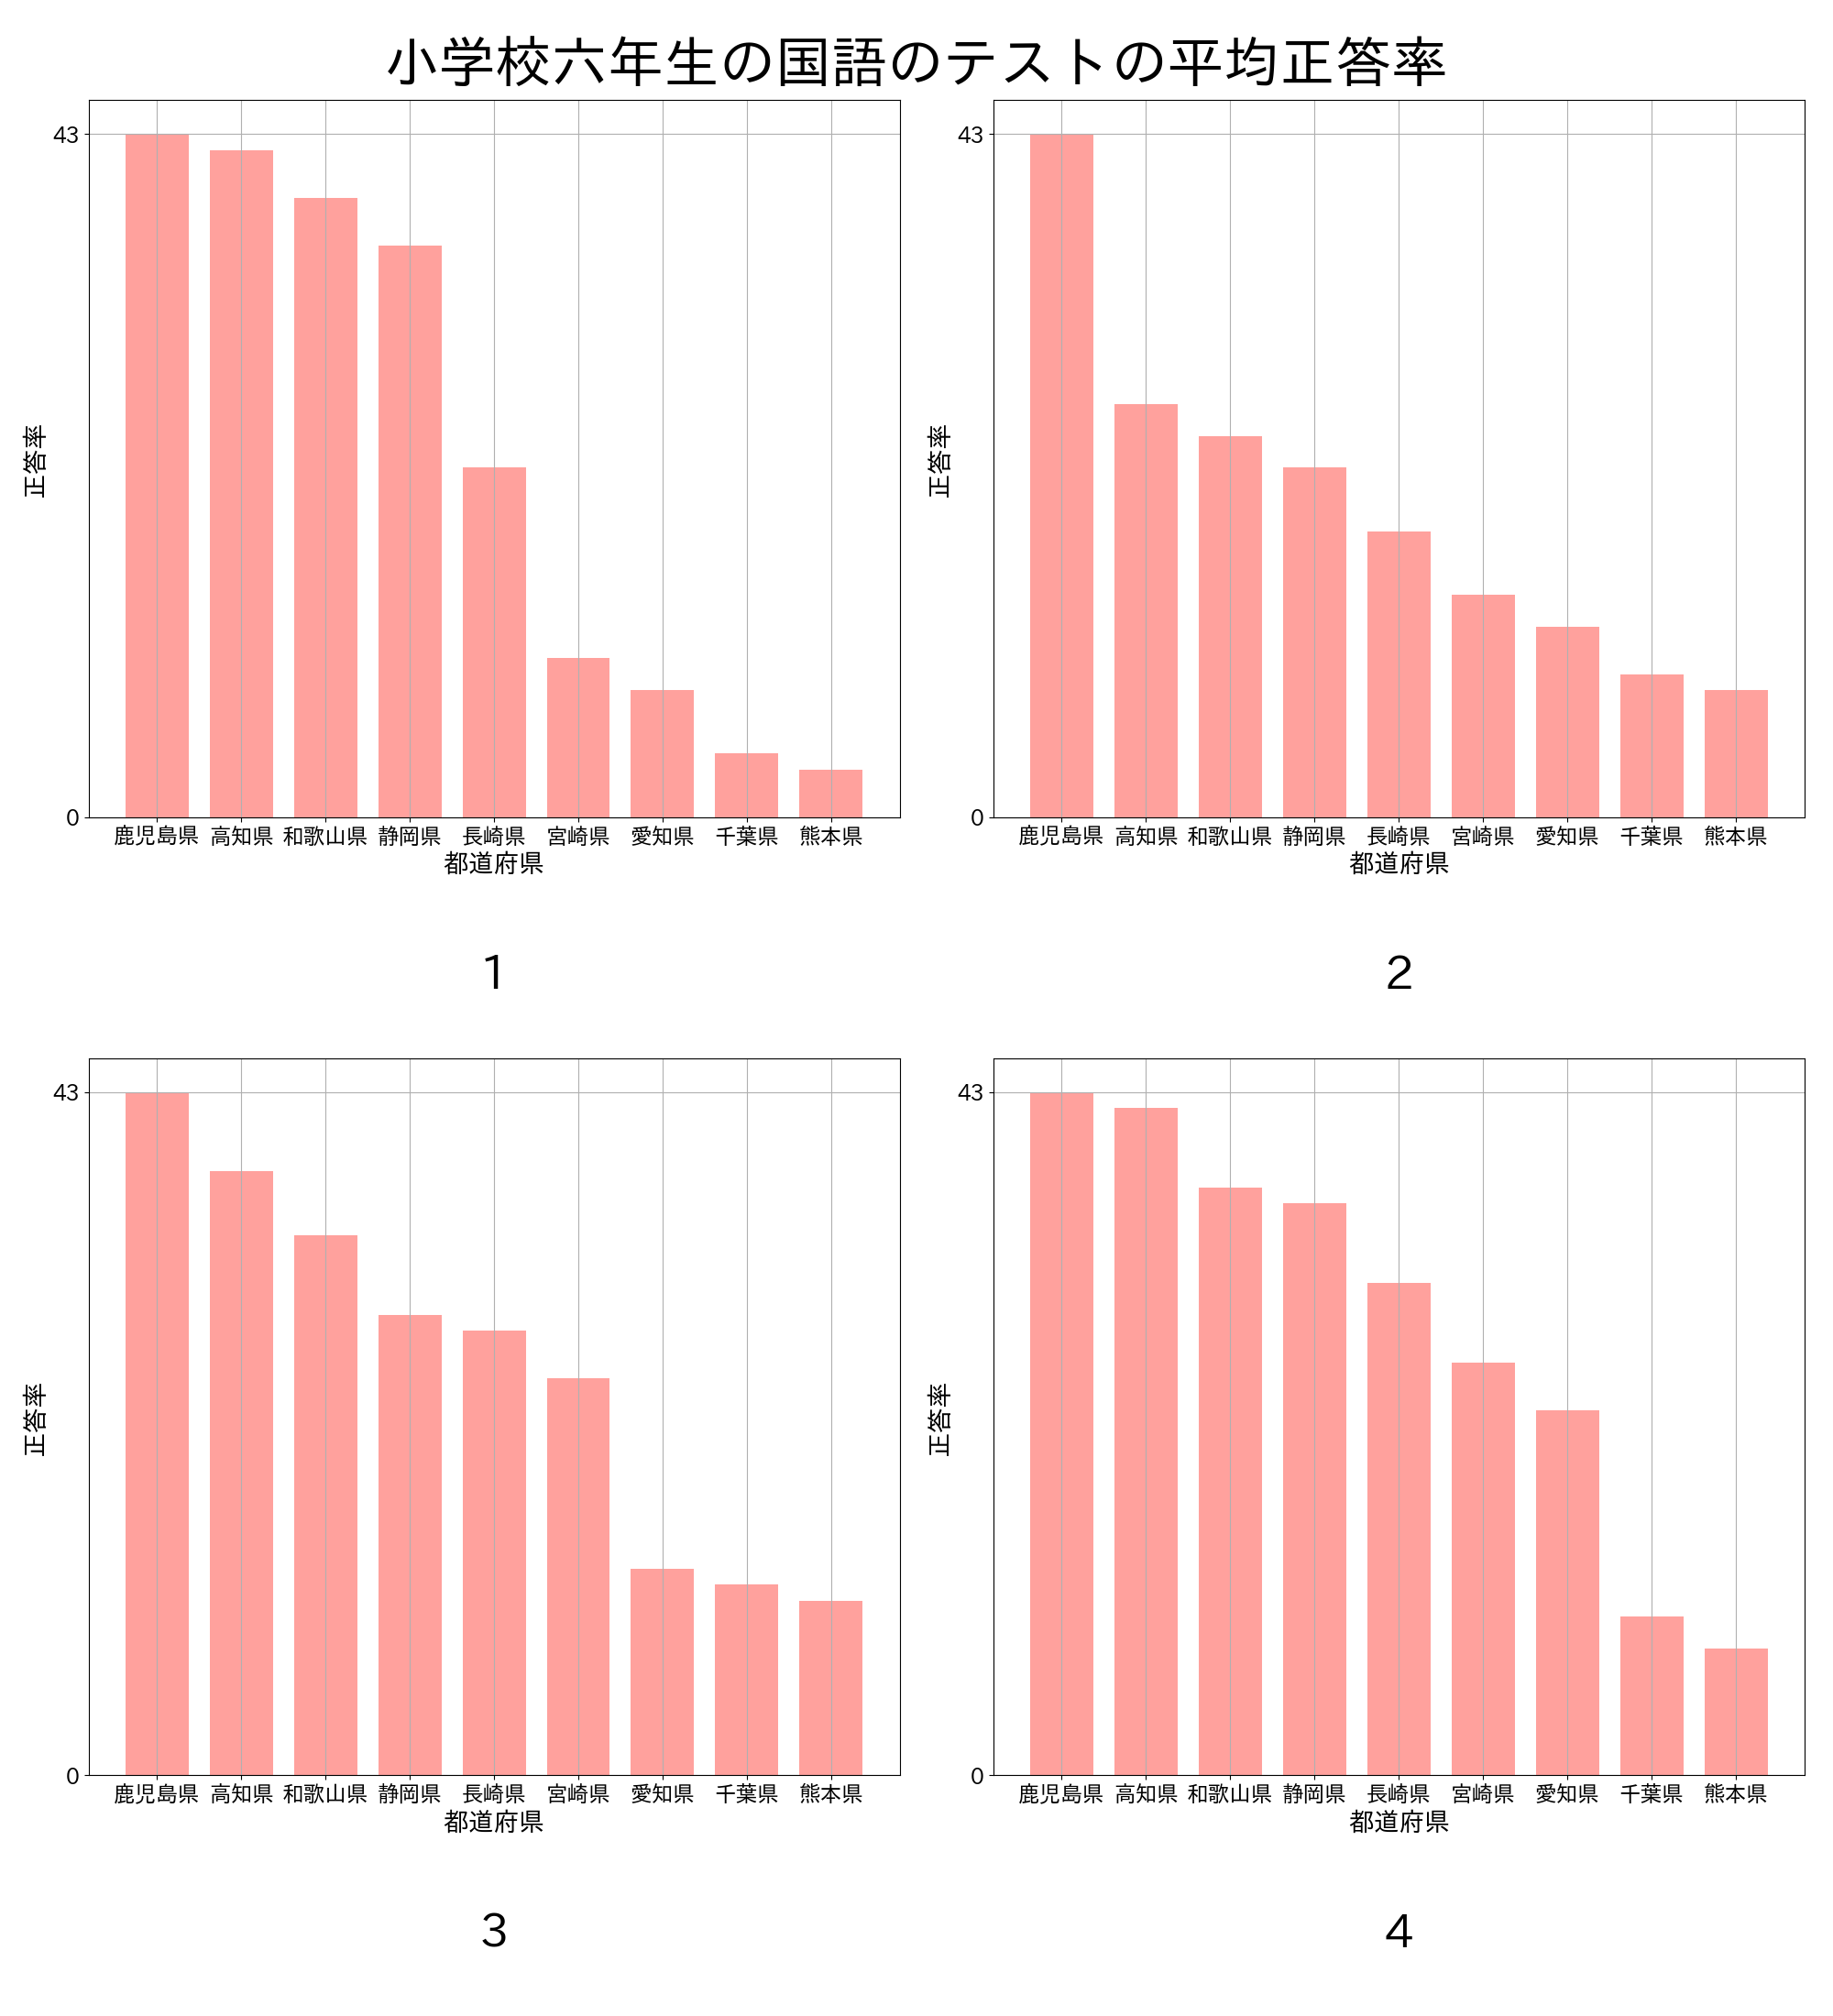 小学校六年生の国語のテストの平均正答率
43
正答率
0
鹿児島県 高知県 和歌山県 静岡県 長崎県 宮崎県 愛知県 千葉県 熊本県
都道府県
1
43
正答率
0
鹿児島県 高知県 和歌山県 静岡県 長崎県 宮崎県 愛知県 千葉県 熊本県
都道府県
2
43
正答率
0
鹿児島県 高知県 和歌山県 静岡県 長崎県 宮崎県 愛知県 千葉県 熊本県
都道府県
3
43
正答率
0
鹿児島県 高知県 和歌山県 静岡県 長崎県 宮崎県 愛知県 千葉県 熊本県
都道府県
4